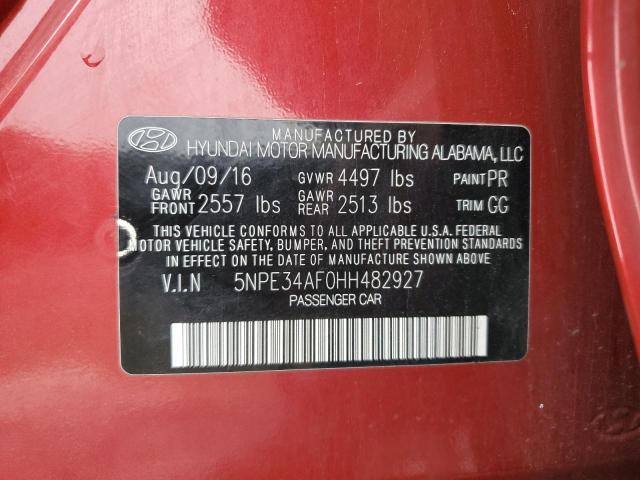 MANUFACTURED BY
HYUNDAI MOTOR MANUFACTURING ALABAMA, LLC
Aug/09/16 GVWR 4497 lbs PAINT PR
GAWR FRONT 2557 lbs GAWR REAR 2513 lbs TRIM GG
THIS VEHICLE CONFORMS TO ALL APPLICABLE U.S.A. FEDERAL
MOTOR VEHICLE SAFETY, BUMPER, AND THEFT PREVENTION STANDARDS
IN EFFECT ON THE DATE OF MANUFACTURE SHOWN ABOVE
V.I.N 5NPE34AF0HH482927
PASSENGER CAR